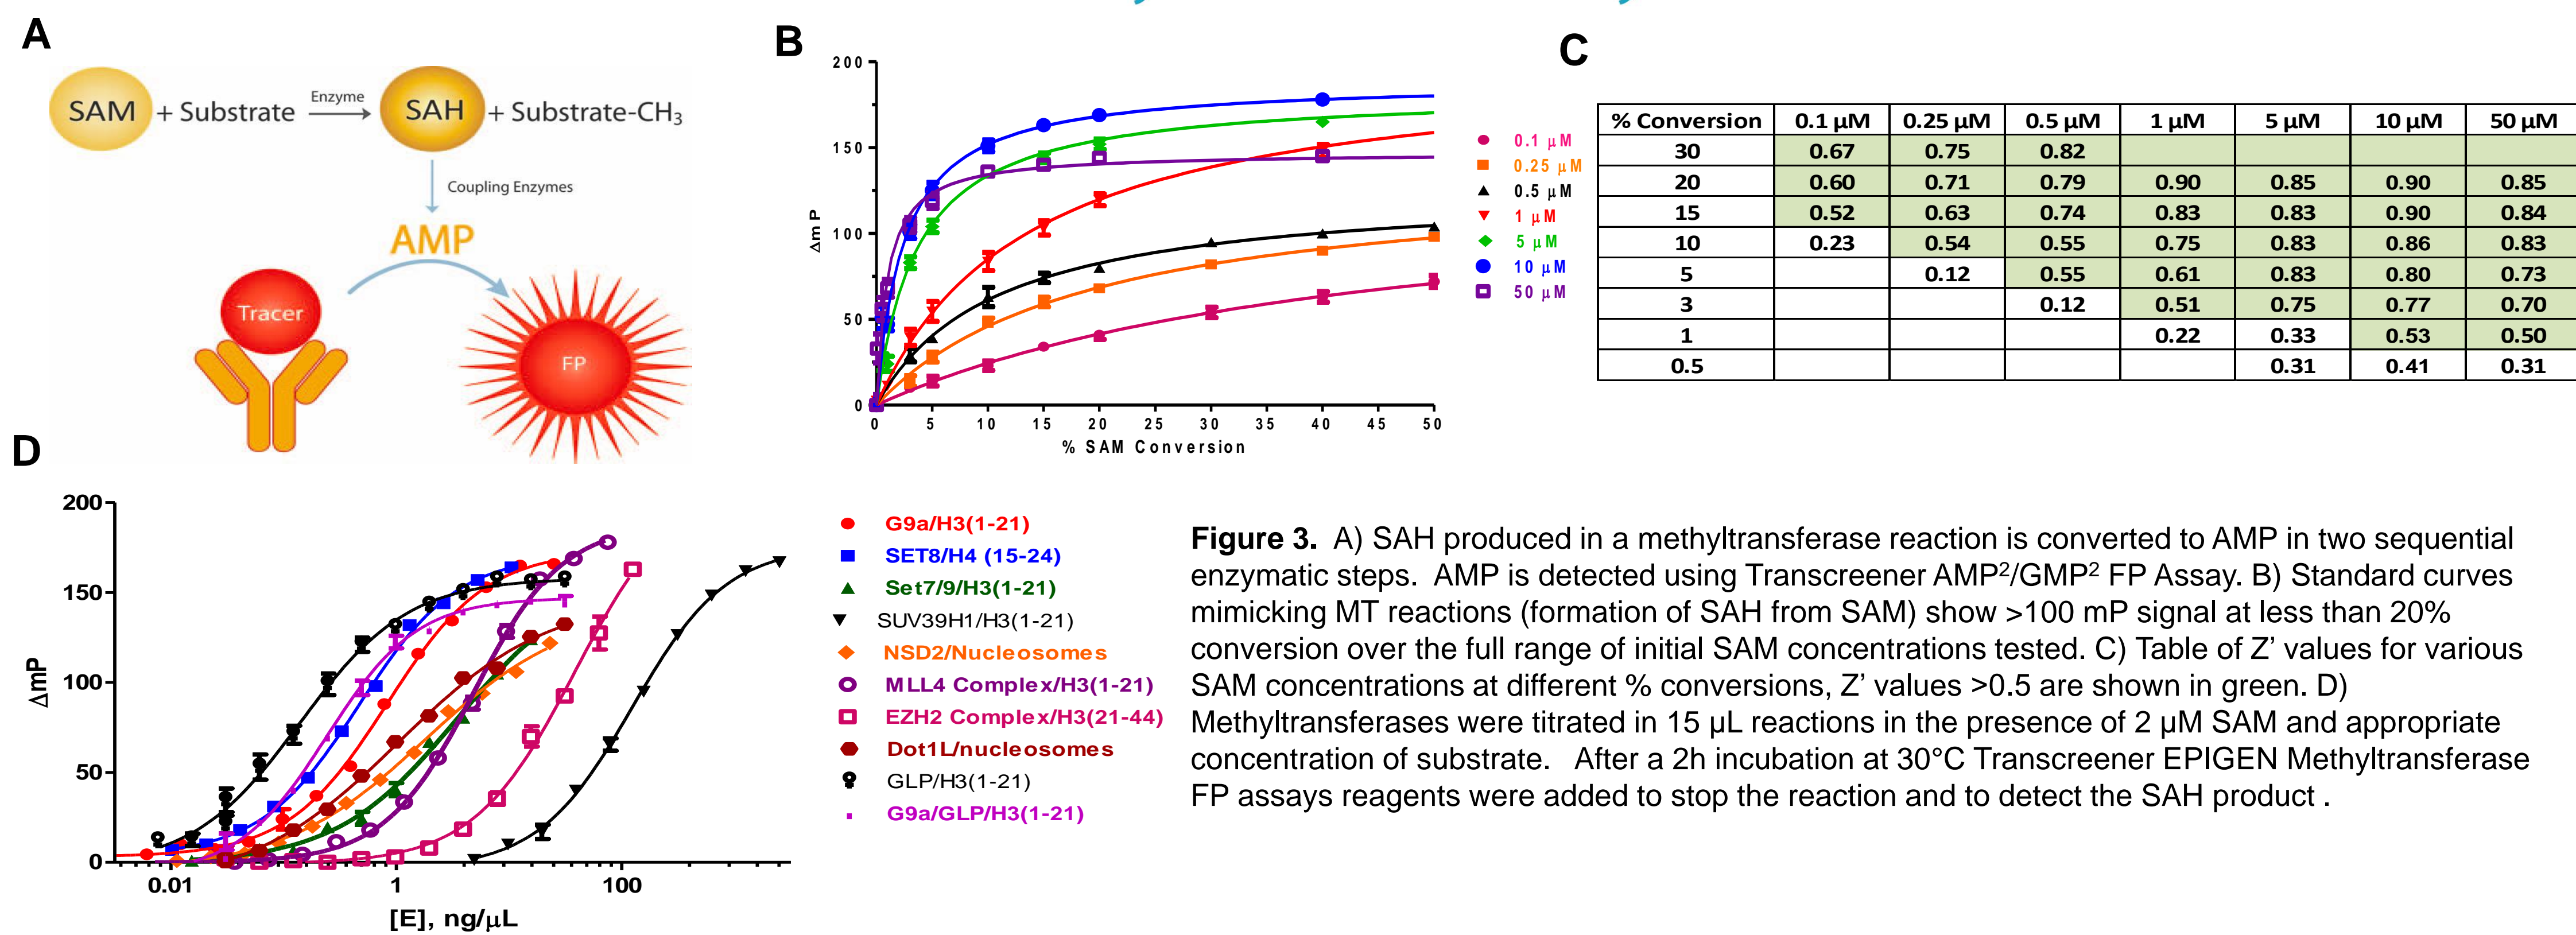 A
SAM + Substrate Enzyme SAH + Substrate-CH₃
Coupling Enzymes
AMP
Tracer
FP
B
200
150
100
50
0
ΔmP
0 5 10 15 20 25 30 35 40 45 50
% SAM Conversion
0.1 µM
0.25 µM
0.5 µM
1 µM
5 µM
10 µM
50 µM
C
% Conversion 0.1 µM 0.25 µM 0.5 µM 1 µM 5 µM 10 µM 50 µM
30 0.67 0.75 0.82
20 0.60 0.71 0.79 0.90 0.85 0.90 0.85
15 0.52 0.63 0.74 0.83 0.83 0.90 0.84
10 0.23 0.54 0.55 0.75 0.83 0.86 0.83
5 0.12 0.55 0.61 0.83 0.80 0.73
3 0.12 0.51 0.75 0.77 0.70
1 0.22 0.33 0.53 0.50
0.5 0.31 0.41 0.31
D
200
150
100
50
0
ΔmP
0.01 1 100
[E], ng/µL
G9a/H3(1-21)
SET8/H4 (15-24)
Set7/9/H3(1-21)
SUV39H1/H3(1-21)
NSD2/Nucleosomes
MLL4 Complex/H3(1-21)
EZH2 Complex/H3(21-44)
Dot1L/nucleosomes
GLP/H3(1-21)
G9a/GLP/H3(1-21)
Figure 3. A) SAH produced in a methyltransferase reaction is converted to AMP in two sequential
enzymatic steps. AMP is detected using Transcreener AMP²/GMP² FP Assay. B) Standard curves
mimicking MT reactions (formation of SAH from SAM) show >100 mP signal at less than 20%
conversion over the full range of initial SAM concentrations tested. C) Table of Z’ values for various
SAM concentrations at different % conversions, Z’ values >0.5 are shown in green. D)
Methyltransferases were titrated in 15 µL reactions in the presence of 2 µM SAM and appropriate
concentration of substrate. After a 2h incubation at 30°C Transcreener EPIGEN Methyltransferase
FP assays reagents were added to stop the reaction and to detect the SAH product .